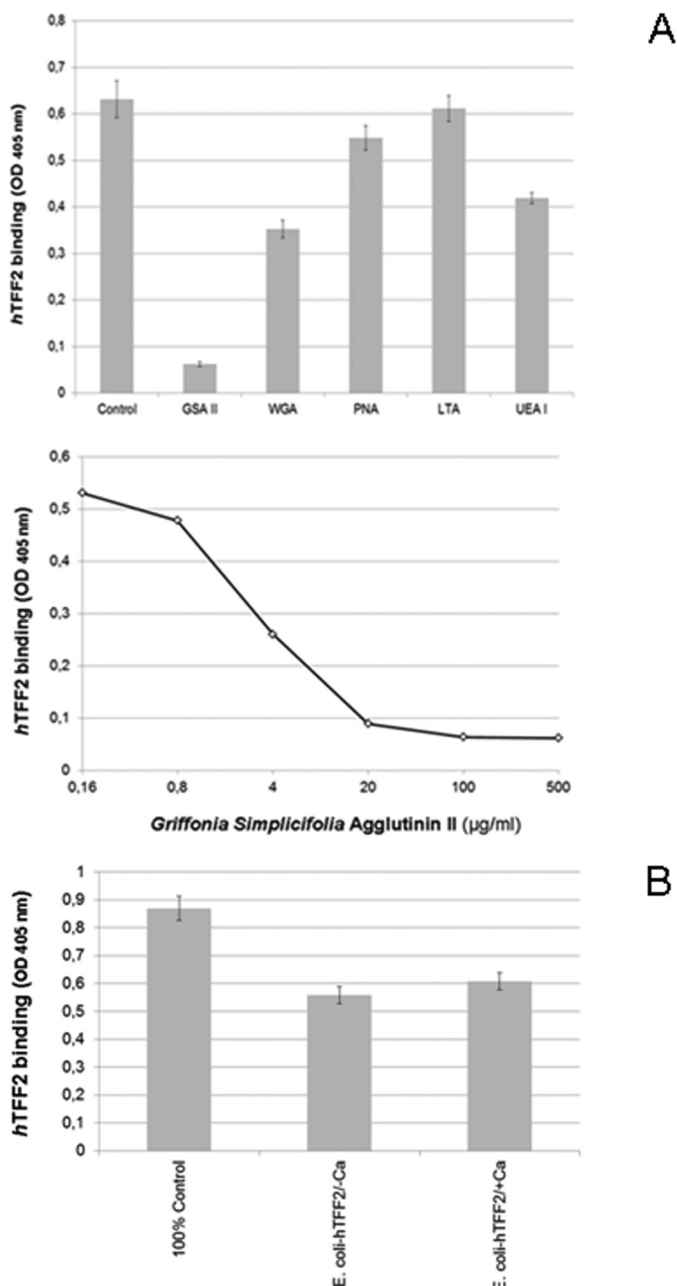 A
hTFF2 binding (OD 405 nm)
0,8
0,7
0,6
0,5
0,4
0,3
0,2
0,1
0
Control GSA II WGA PNA LTA UEA I
hTFF2 binding (OD 405 nm)
0,6
0,5
0,4
0,3
0,2
0,1
0
0,16 0,8 4 20 100 500
Griffonia Simplicifolia Agglutinin II (µg/ml)
B
hTFF2 binding (OD 405 nm)
1
0,9
0,8
0,7
0,6
0,5
0,4
0,3
0,2
0,1
0
100% Control
E. coli-hTFF2/-Ca
E. coli-hTFF2/+Ca